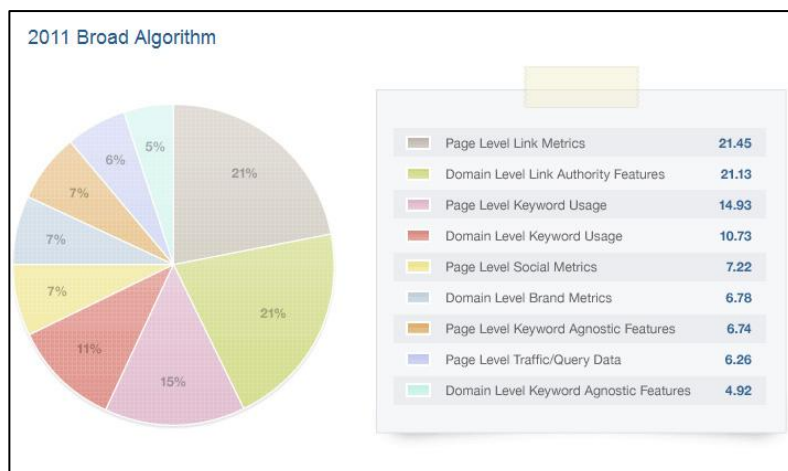 2011 Broad Algorithm
5%
6%
21%
7%
7%
7%
21%
11%
15%
Page Level Link Metrics 21.45
Domain Level Link Authority Features 21.13
Page Level Keyword Usage 14.93
Domain Level Keyword Usage 10.73
Page Level Social Metrics 7.22
Domain Level Brand Metrics 6.78
Page Level Keyword Agnostic Features 6.74
Page Level Traffic/Query Data 6.26
Domain Level Keyword Agnostic Features 4.92